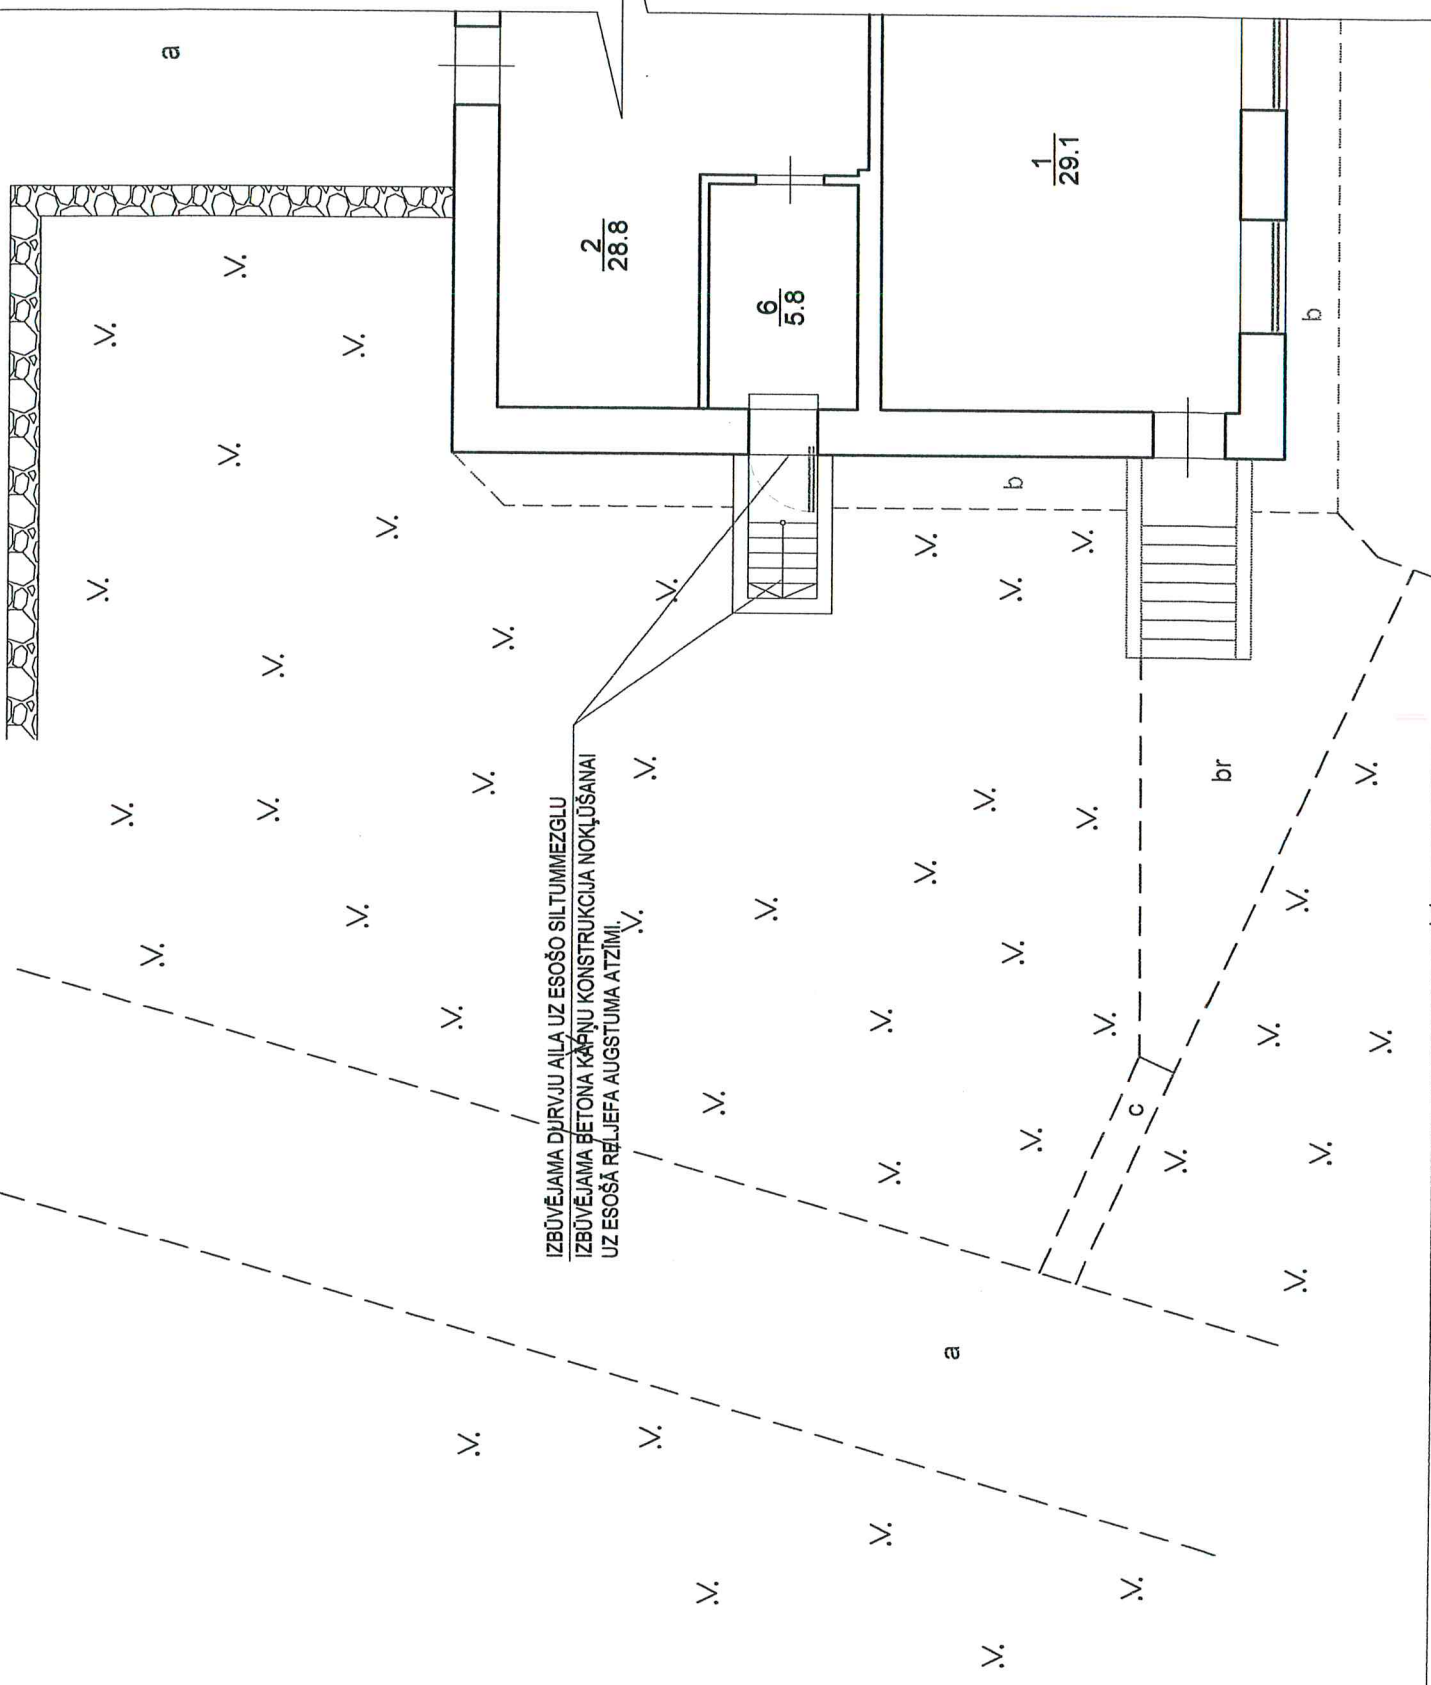 a
2
28.8
6
5.8
1
29.1
b
b
IZBŪVĒJAMA DURVJU AILA UZ ESOŠO SILTUMMEZGLU
IZBŪVĒJAMA BETONA KĀPŅU KONSTRUKCIJA NOKĻŪŠANAI
UZ ESOŠĀ RELJEFA AUGSTUMA ATZĪMI.
br
c
a